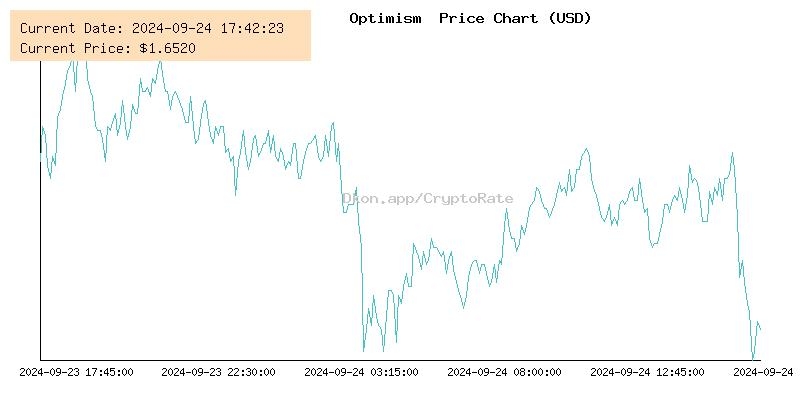 Optimism  Price Chart (USD)
Current Date: 2024-09-24 17:42:23
Current Price: $1.6520
Okon.app/CryptoRate
2024-09-23 17:45:00 2024-09-23 22:30:00 2024-09-24 03:15:00 2024-09-24 08:00:00 2024-09-24 12:45:00 2024-09-24